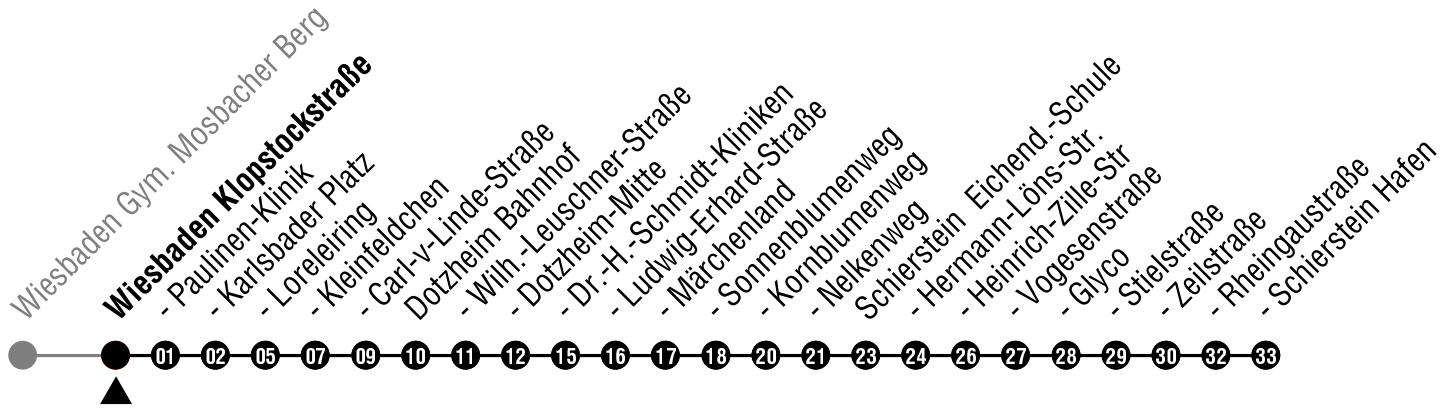 Wiesbaden Gym. Mosbacher Berg
Wiesbaden Klopstockstraße
- Paulinen-Klinik
- Karlsbader Platz
- Loreleiring
- Kleinfeldchen
- Carl-v-Linde-Straße
Dotzheim Bahnhof
- Wilh.-Leuschner-Straße
- Dotzheim-Mitte
- Dr.-H.-Schmidt-Kliniken
- Ludwig-Erhard-Straße
- Märchenland
- Sonnenblumenweg
- Kornblumenweg
- Nelkenweg
Schierstein Eichend.-Schule
- Hermann-Löns-Str.
- Heinrich-Zille-Str
- Vogesenstraße
- Glyco
- Stielstraße
- Zeilstraße
- Rheingaustraße
- Schierstein Hafen
01 02 05 07 09 10 11 12 15 16 17 18 20 21 23 24 26 27 28 29 30 32 33